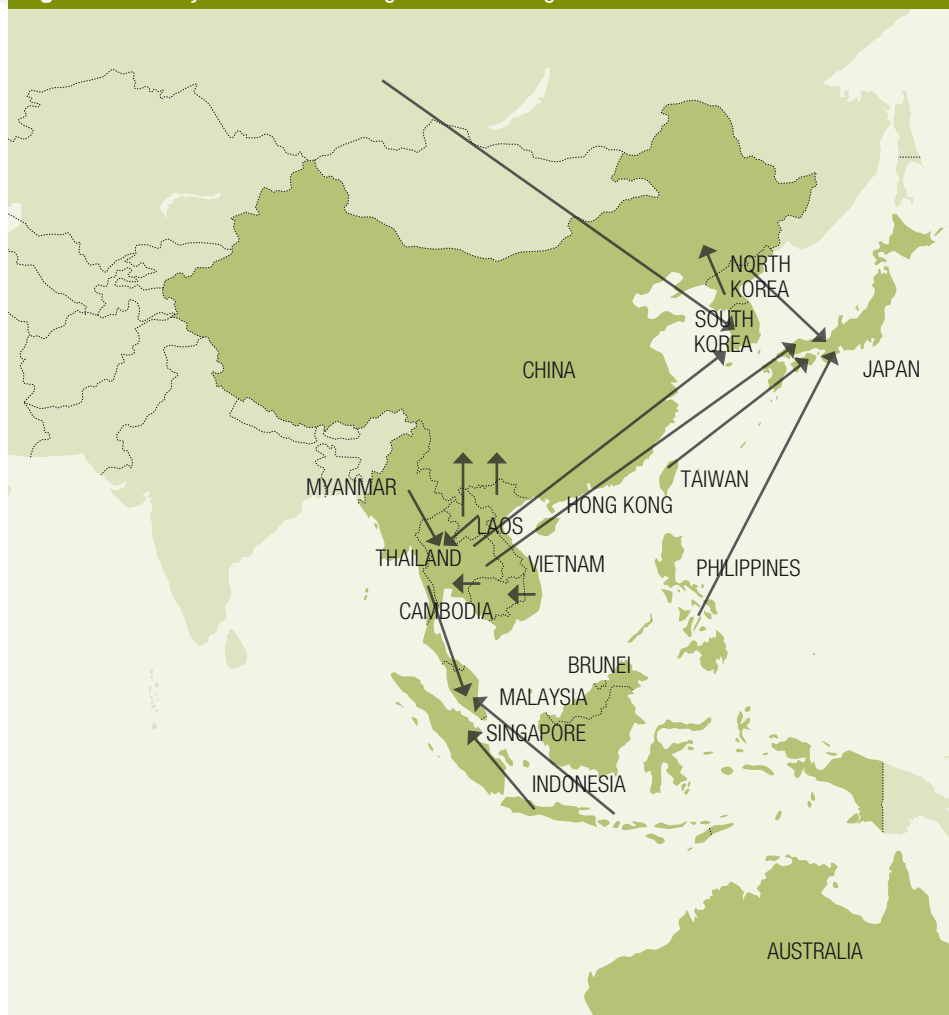 NORTH
KOREA
SOUTH
KOREA
CHINA
JAPAN
TAIWAN
MYANMAR
HONG KONG
LAOS
THAILAND
VIETNAM
PHILIPPINES
CAMBODIA
BRUNEI
MALAYSIA
SINGAPORE
INDONESIA
AUSTRALIA